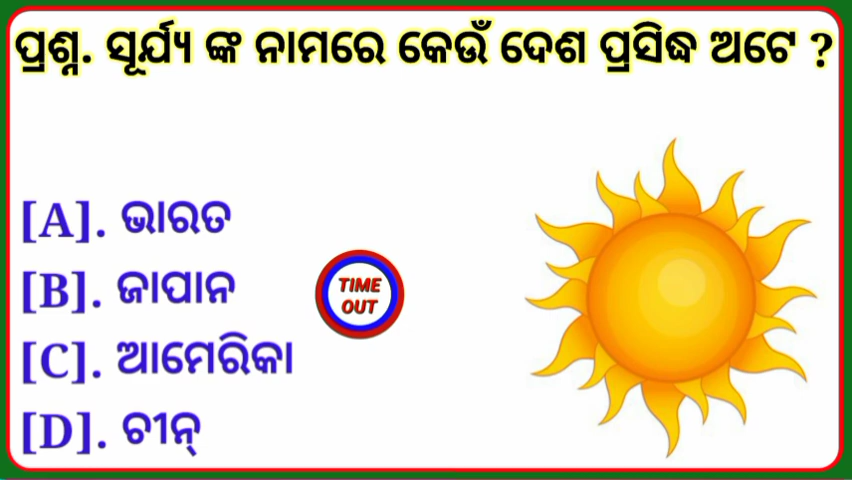 ପ୍ରଶ୍ନ. ସୂର୍ଯ୍ୟ ଙ୍କ ନାମରେ କେଉଁ ଦେଶ ପ୍ରସିଦ୍ଧ ଅଟେ ?
[A]. ଭାରତ
[B]. ଜାପାନ
TIME
OUT
[C]. ଆମେରିକା
[D]. ଚୀନ୍